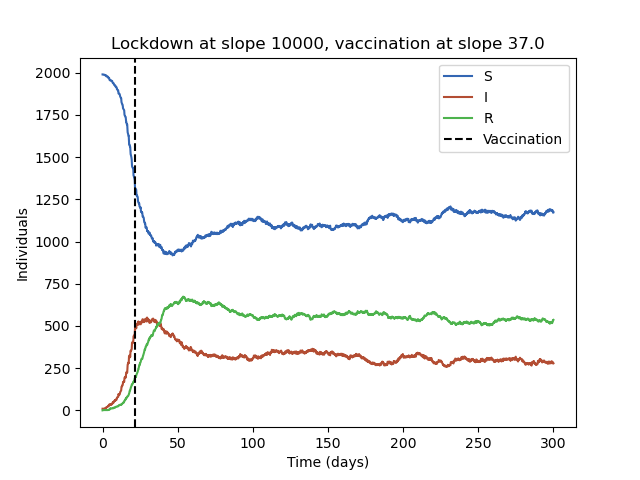 Lockdown at slope 10000, vaccination at slope 37.0
2000
1750
1500
1250
1000
750
500
250
0
Individuals
S
I
R
Vaccination
0 50 100 150 200 250 300
Time (days)